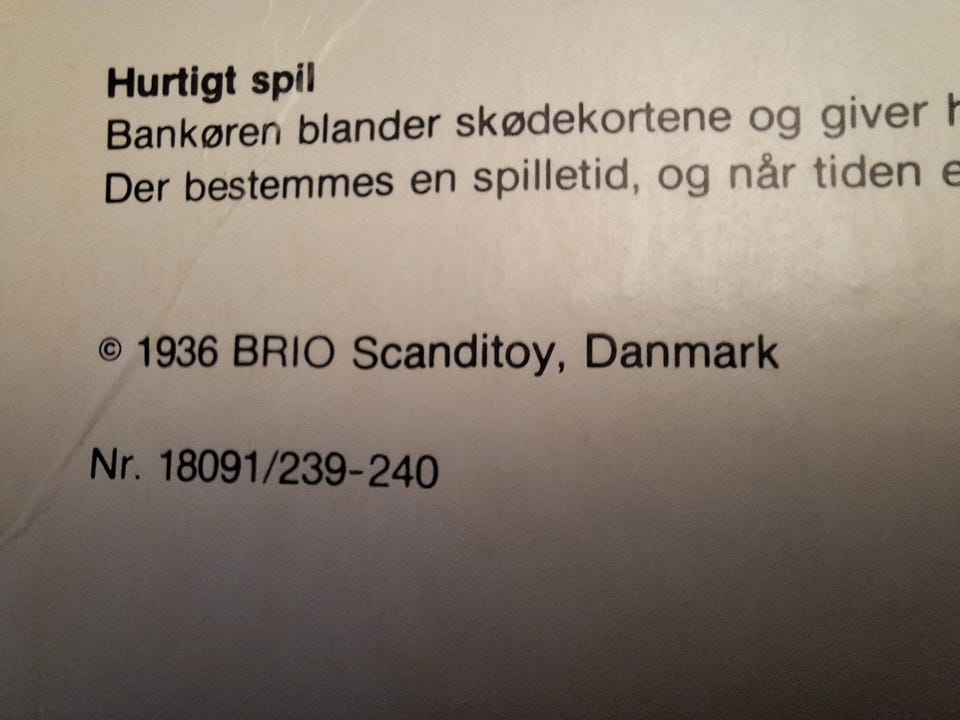 Hurtigt spil
Bankøren blander skødekortene og giver
Der bestemmes en spilletid, og når tiden
© 1936 BRIO Scanditoy, Danmark
Nr. 18091/239-240